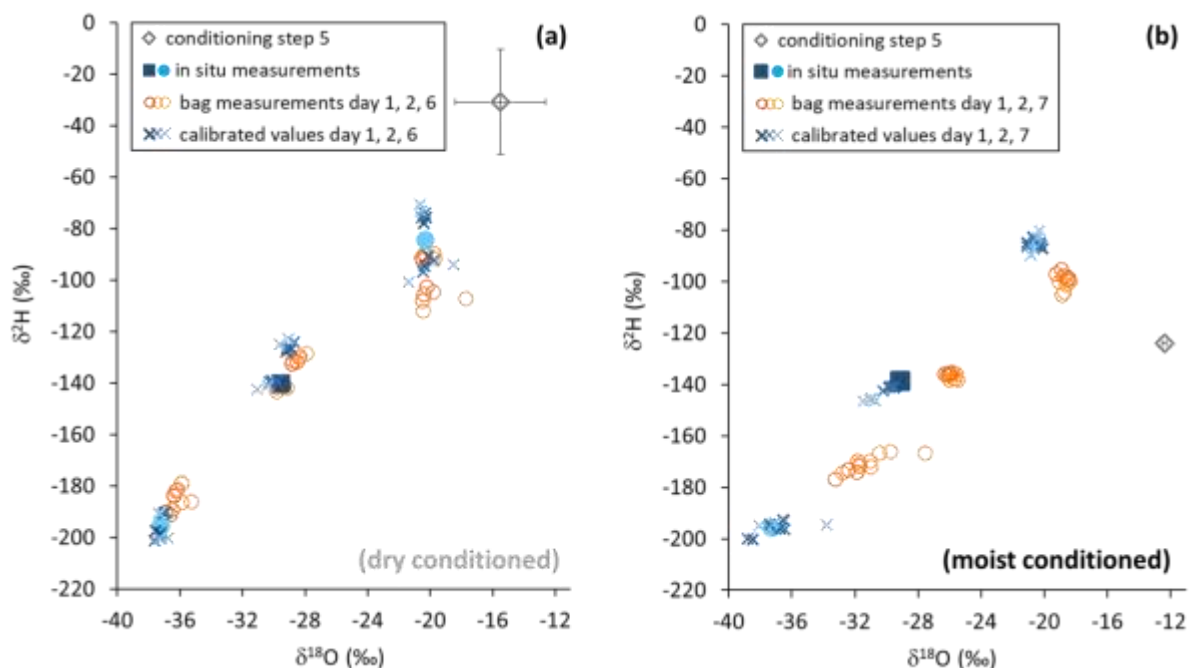 (a)
conditioning step 5
in situ measurements
bag measurements day 1, 2, 6
calibrated values day 1, 2, 6
0
-20
-40
-60
-80
-100
-120
-140
-160
-180
-200
-220
δ²H (‰)
(dry conditioned)
-40 -36 -32 -28 -24 -20 -16 -12
δ¹⁸O (‰)
(b)
conditioning step 5
in situ measurements
bag measurements day 1, 2, 7
calibrated values day 1, 2, 7
0
-20
-40
-60
-80
-100
-120
-140
-160
-180
-200
-220
δ²H (‰)
(moist conditioned)
-40 -36 -32 -28 -24 -20 -16 -12
δ¹⁸O (‰)